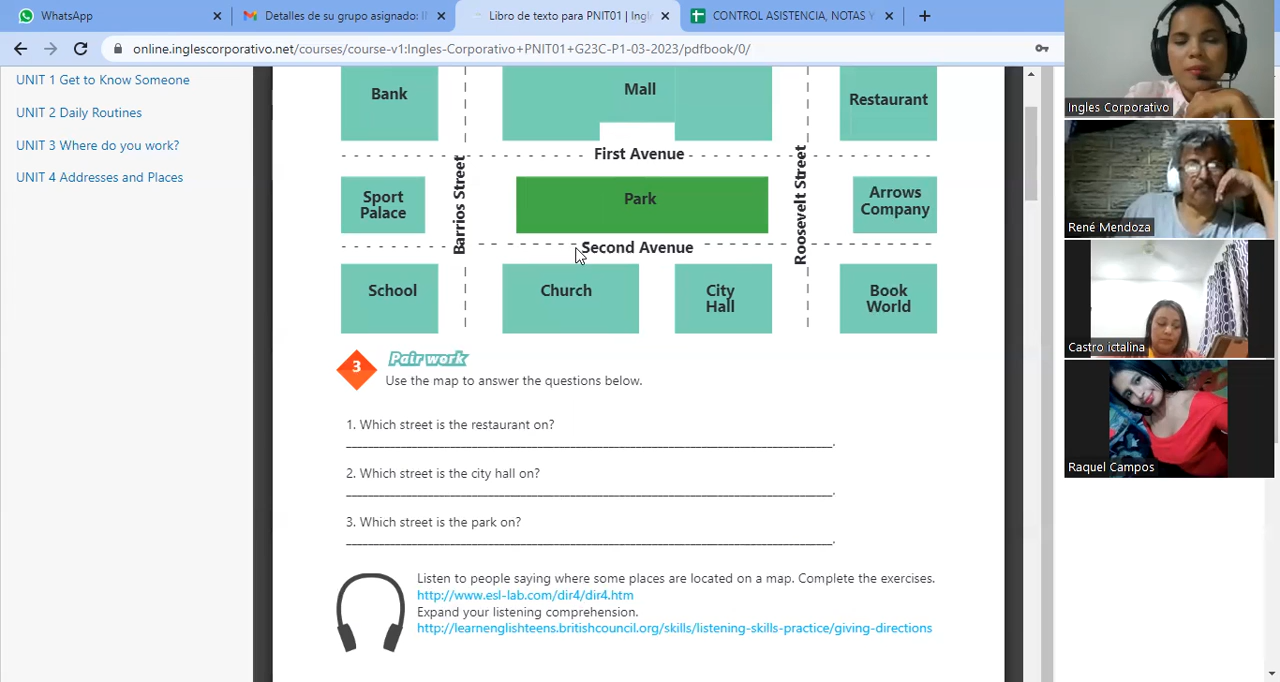 WhatsApp
Detalles de su grupo asignado: I
Libro de texto para PNIT01 | Ingl
CONTROL ASISTENCIA, NOTAS Y
online.inglescorporativo.net/courses/course-v1:Ingles-Corporativo+PNIT01+G23C-P1-03-2023/pdfbook/0/
UNIT 1 Get to Know Someone
UNIT 2 Daily Routines
UNIT 3 Where do you work?
UNIT 4 Addresses and Places
Bank
Mall
Restaurant
First Avenue
Barrios Street
Roosevelt Street
Sport
Palace
Park
Arrows
Company
Second Avenue
School
Church
City
Hall
Book
World
3
Pair work
Use the map to answer the questions below.
1. Which street is the restaurant on?
2. Which street is the city hall on?
3. Which street is the park on?
Listen to people saying where some places are located on a map. Complete the exercises.
http://www.esl-lab.com/dir4/dir4.htm
Expand your listening comprehension.
http://learnenglishteens.britishcouncil.org/skills/listening-skills-practice/giving-directions
Ingles Corporativo
René Mendoza
Castro ictalina
Raquel Campos